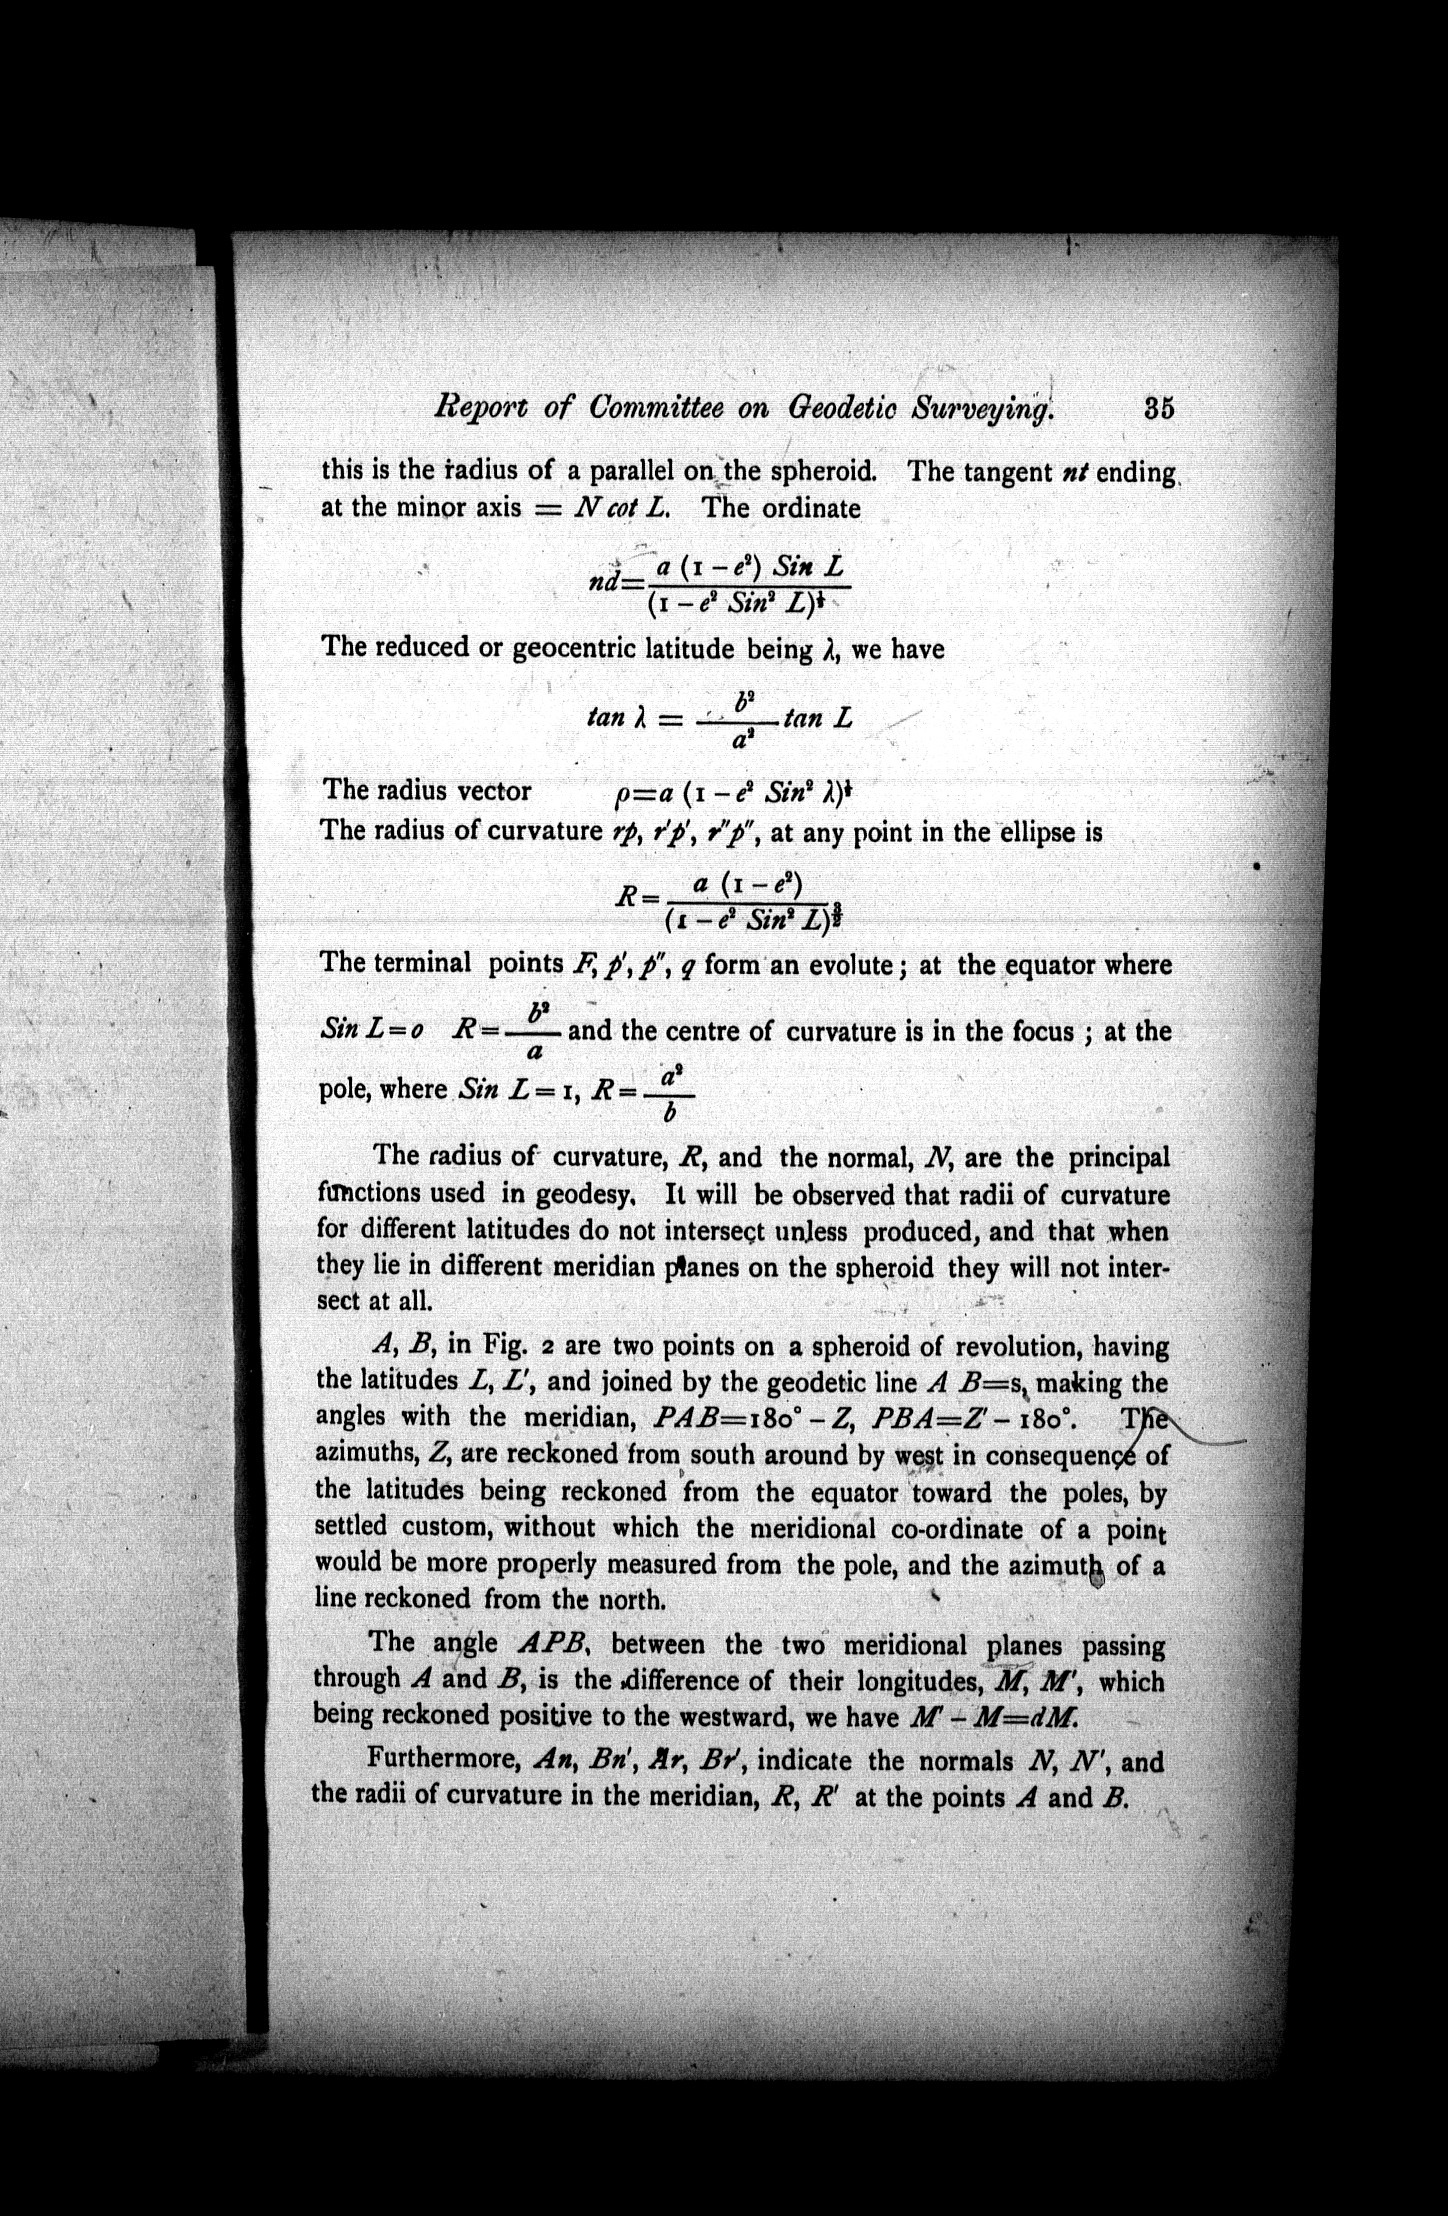 Report of Committee on Geodetic Surveying. 35
this is the radius of a parallel on the spheroid. The tangent nt ending
at the minor axis = N cot L. The ordinate
nd = a (1 – e²) Sin L / (1 – e² Sin² L)^½
The reduced or geocentric latitude being λ, we have
tan λ = b² / a² tan L
The radius vector ρ=a (1 – e² Sin² λ)^½
The radius of curvature rp, r'p', r"p", at any point in the ellipse is
R = a (1 – e²) / (1 – e² Sin² L)^3/2
The terminal points F, p', p", q form an evolute; at the equator where
Sin L=0 R= b² / a and the centre of curvature is in the focus; at the
pole, where Sin L=1, R= a² / b
The radius of curvature, R, and the normal, N, are the principal
functions used in geodesy. It will be observed that radii of curvature
for different latitudes do not intersect unless produced, and that when
they lie in different meridian planes on the spheroid they will not inter-
sect at all.
A, B, in Fig. 2 are two points on a spheroid of revolution, having
the latitudes L, L', and joined by the geodetic line A B=s, making the
angles with the meridian, PAB=180° – Z, PBA=Z' – 180°. The
azimuths, Z, are reckoned from south around by west in consequence of
the latitudes being reckoned from the equator toward the poles, by
settled custom, without which the meridional co-ordinate of a point
would be more properly measured from the pole, and the azimuth of a
line reckoned from the north.
The angle APB, between the two meridional planes passing
through A and B, is the difference of their longitudes, M, M', which
being reckoned positive to the westward, we have M' – M=dM.
Furthermore, An, Bn', Ar, Br', indicate the normals N, N', and
the radii of curvature in the meridian, R, R' at the points A and B.